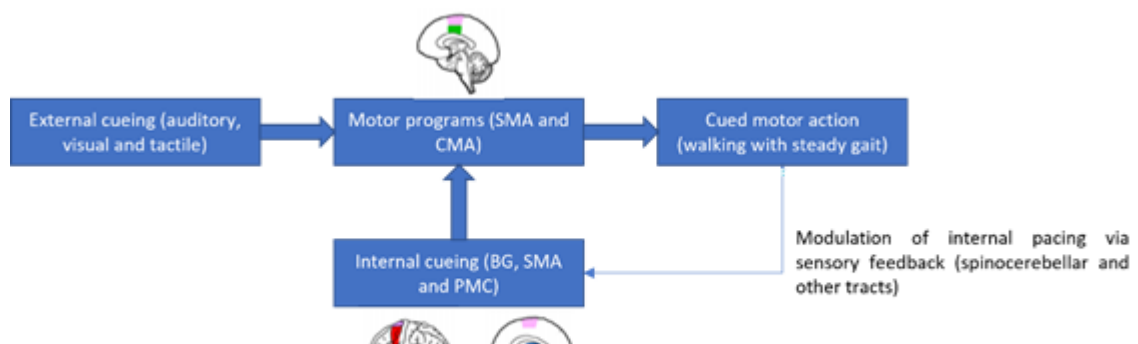 External cueing (auditory,
visual and tactile)
Motor programs (SMA and
CMA)
Cued motor action
(walking with steady gait)
Internal cueing (BG, SMA
and PMC)
Modulation of internal pacing via
sensory feedback (spinocerebellar and
other tracts)